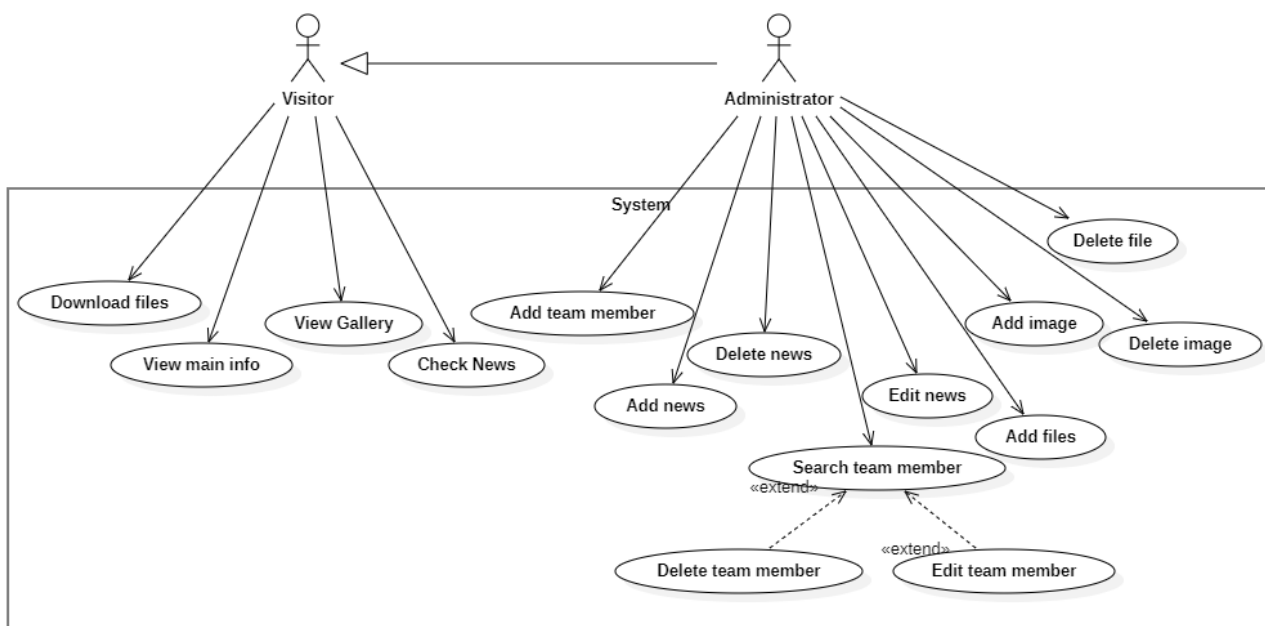 Visitor
Administrator
System
Delete file
Download files
Add team member
View Gallery
Add image
Delete image
View main info
Check News
Delete news
Edit news
Add news
Add files
Search team member
«extend»
«extend»
Delete team member
Edit team member